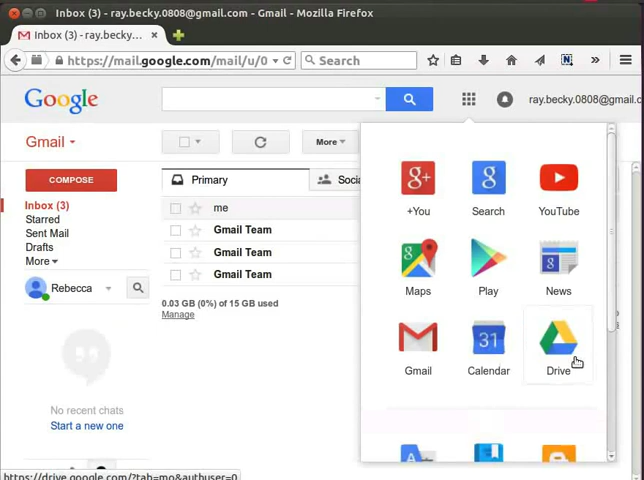 Inbox (3) - ray.becky.0808@gmail.com - Gmail - Mozilla Firefox
Inbox (3) - ray.becky...
https://mail.google.com/mail/u/0
Search
Google
ray.becky.0808@gmail.c
Gmail
More
COMPOSE
Primary
Socia
Inbox (3)
Starred
Sent Mail
Drafts
More
me
Gmail Team
Gmail Team
Gmail Team
0.03 GB (0%) of 15 GB used
Manage
Rebecca
No recent chats
Start a new one
+You
Search
YouTube
Maps
Play
News
31
Gmail
Calendar
Drive
https://drive.google.com/?tab=mo&authuser=0